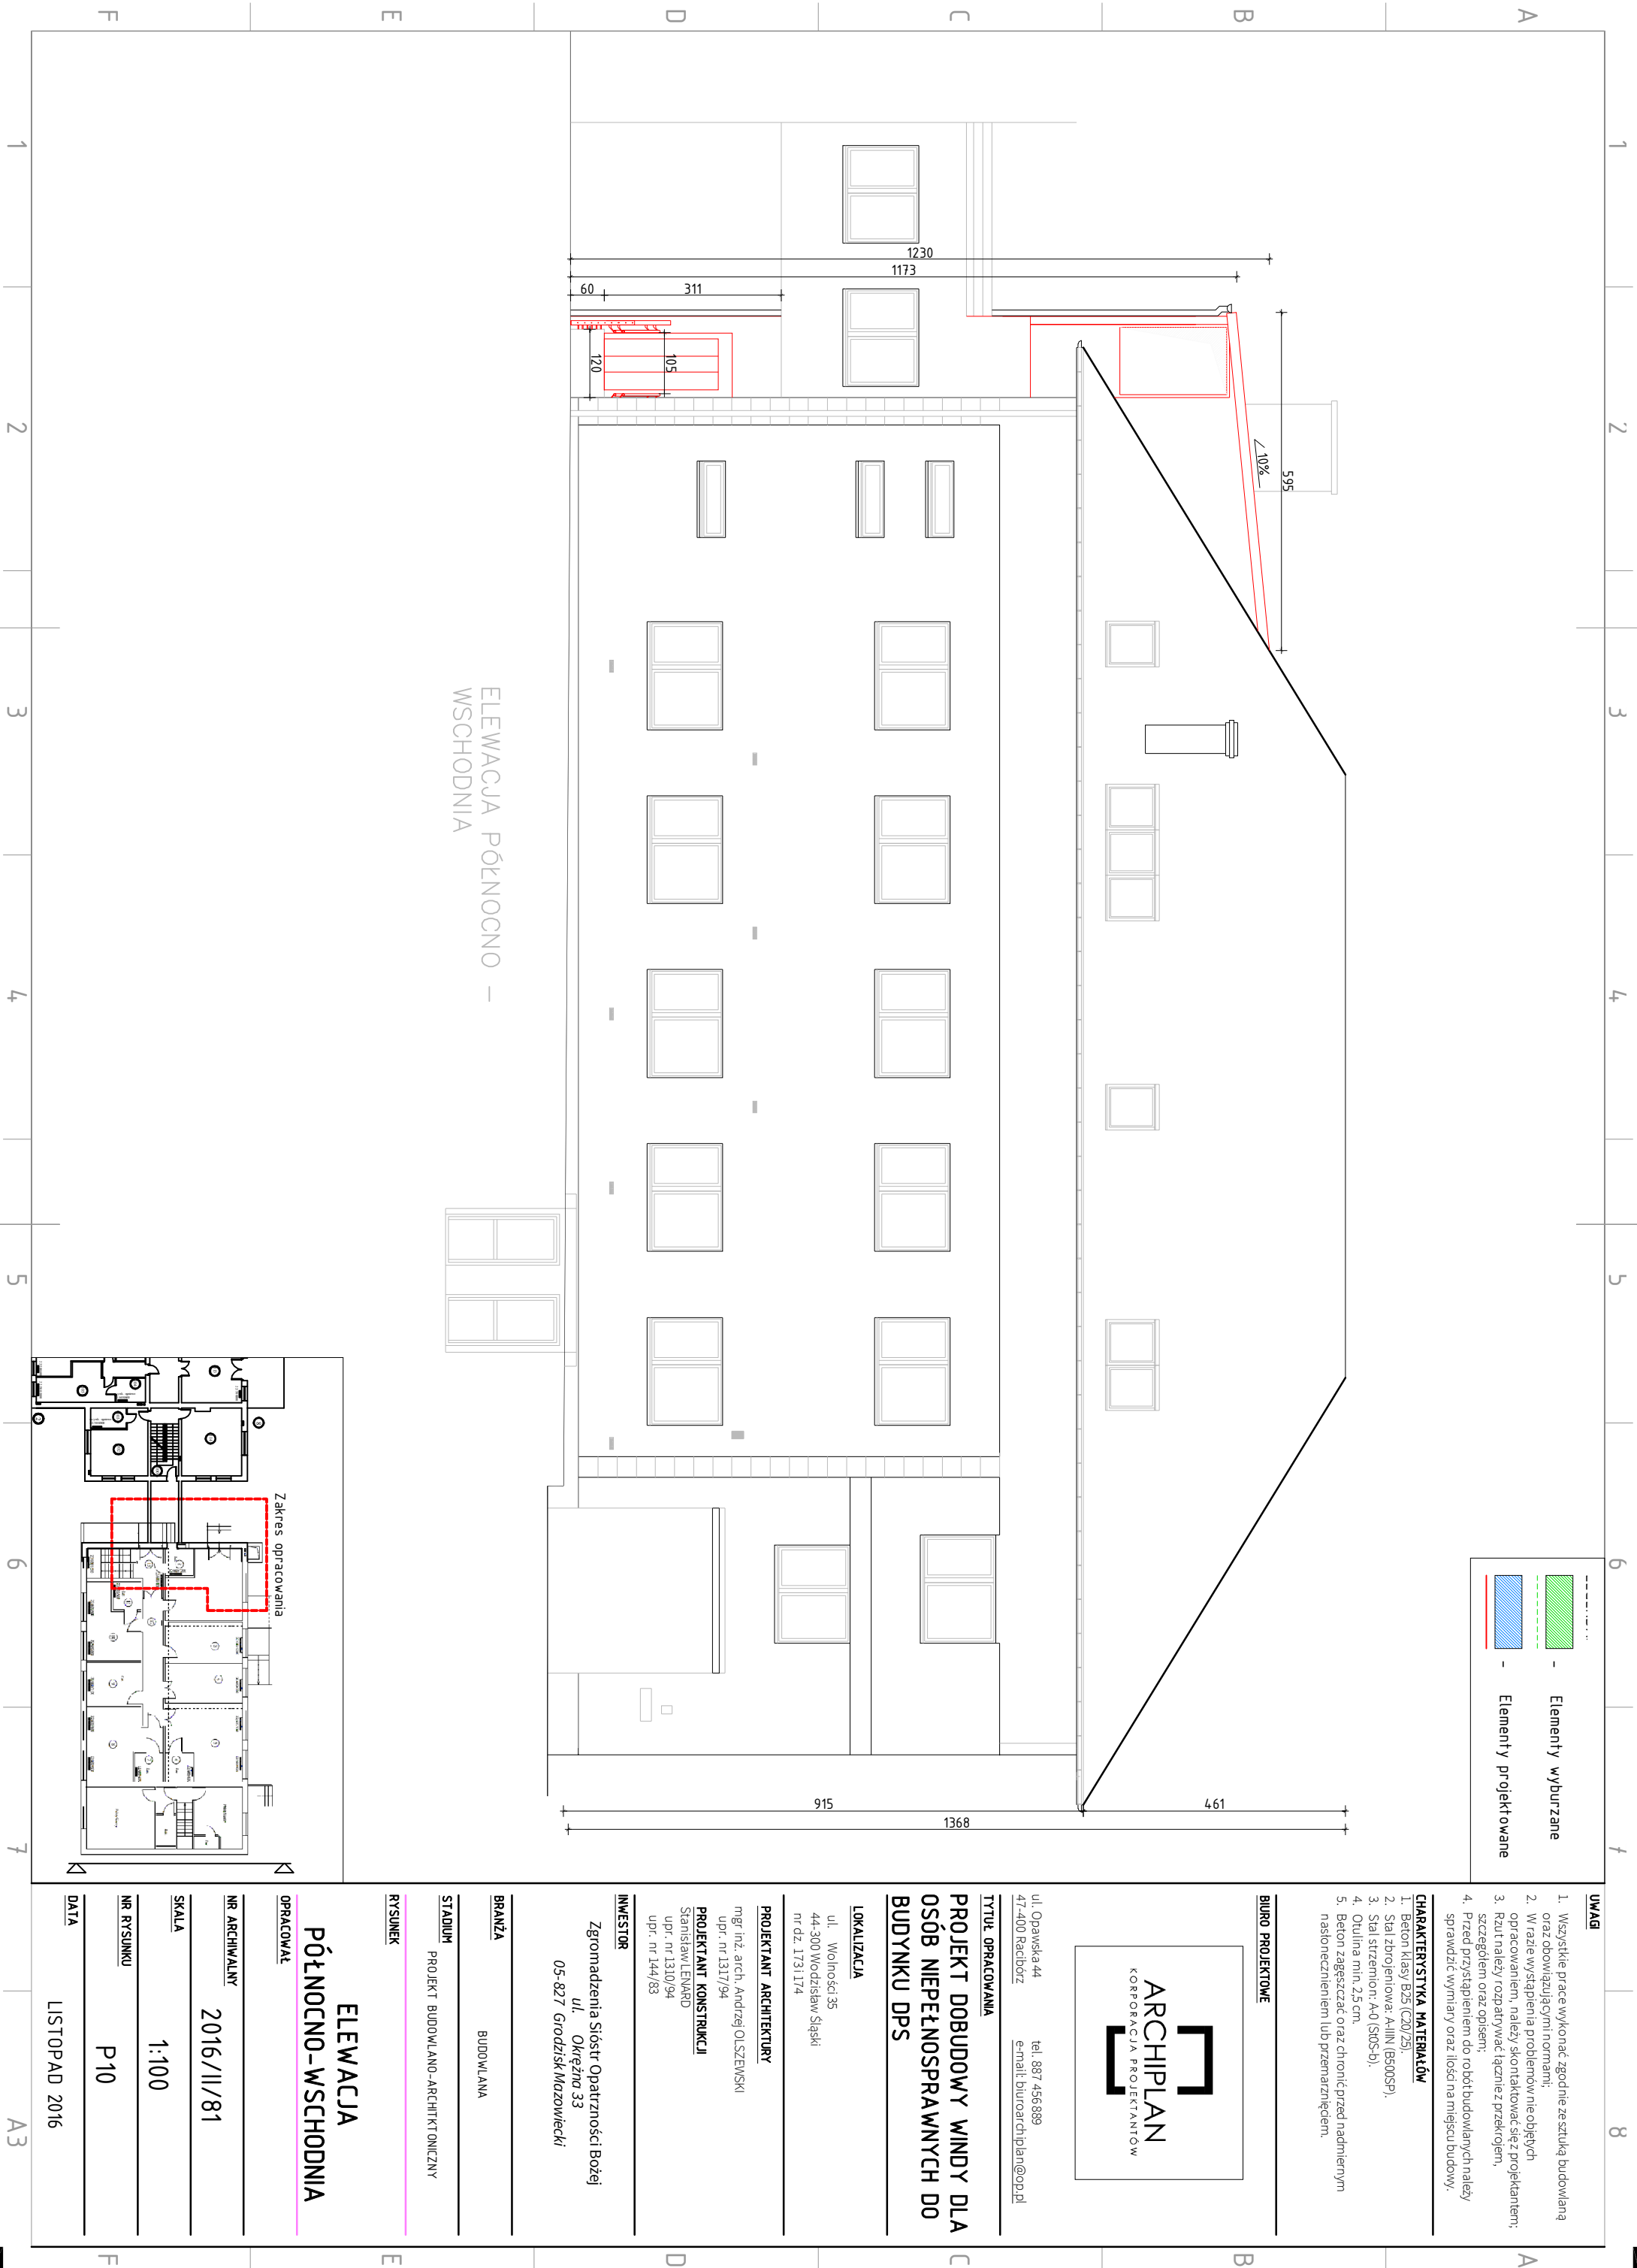 UWAGI
1. Wszystkie prace wykonać zgodnie ze sztuką budowlaną
oraz obowiązującymi normami;
2. W razie wystąpienia problemów nie objętych
opracowaniem, należy skontaktować się z projektantem;
3. Rzut należy rozpatrywać łącznie z przekrojem,
szczegółem oraz opisem;
4. Przed przystąpieniem do robót budowlanych należy
sprawdzić wymiary oraz ilości na miejscu budowy.
CHARAKTERYSTYKA MATERIAŁÓW
1. Beton klasy B25 (C20/25).
2. Stal zbrojeniowa: A-IIIN (B500SP).
3. Stal strzemion: A-0 (St0S-b).
4. Otulina min. 2,5 cm.
5. Beton zagęszczać oraz chronić przed nadmiernym
nasłonecznieniem lub przemarznięciem.
BIURO PROJEKTOWE
ARCHIPLAN
KORPORACJA PROJEKTANTÓW
ul. Opawska 44 tel. 887 456 889
47-400 Racibórz e-mail: biuroarchiplan@op.pl
TYTUŁ OPRACOWANIA
PROJEKT DOBUDOWY WINDY DLA
OSÓB NIEPEŁNOSPRAWNYCH DO
BUDYNKU DPS
LOKALIZACJA
ul. Wolności 35
44-300 Wodzisław Śląski
nr dz. 173 i 174
PROJEKTANT ARCHITEKTURY
mgr inż. arch. Andrzej OLSZEWSKI
upr. nr 1317/94
PROJEKTANT KONSTRUKCJI
Stanisław LENARD
upr. nr 1310/94
upr. nr 144/83
INWESTOR
Zgromadzenia Sióstr Opatrzności Bożej
ul. Okrężna 33
05-827 Grodzisk Mazowiecki
BRANŻA
BUDOWLANA
STADIUM
PROJEKT BUDOWLANO-ARCHITKTONICZNY
RYSUNEK
ELEWACJA
PÓŁNOCNO-WSCHODNIA
OPRACOWAŁ
NR ARCHIWALNY
2016/II/81
SKALA
1:100
NR RYSUNKU
P10
DATA
LISTOPAD 2016
- Elementy wyburzane
- Elementy projektowane
ELEWACJA PÓŁNOCNO –
WSCHODNIA
Zakres opracowania
1230
1173
60
311
120
105
595
10%
915
461
1368
A
B
C
D
E
F
1
2
3
4
5
6
7
8
A3